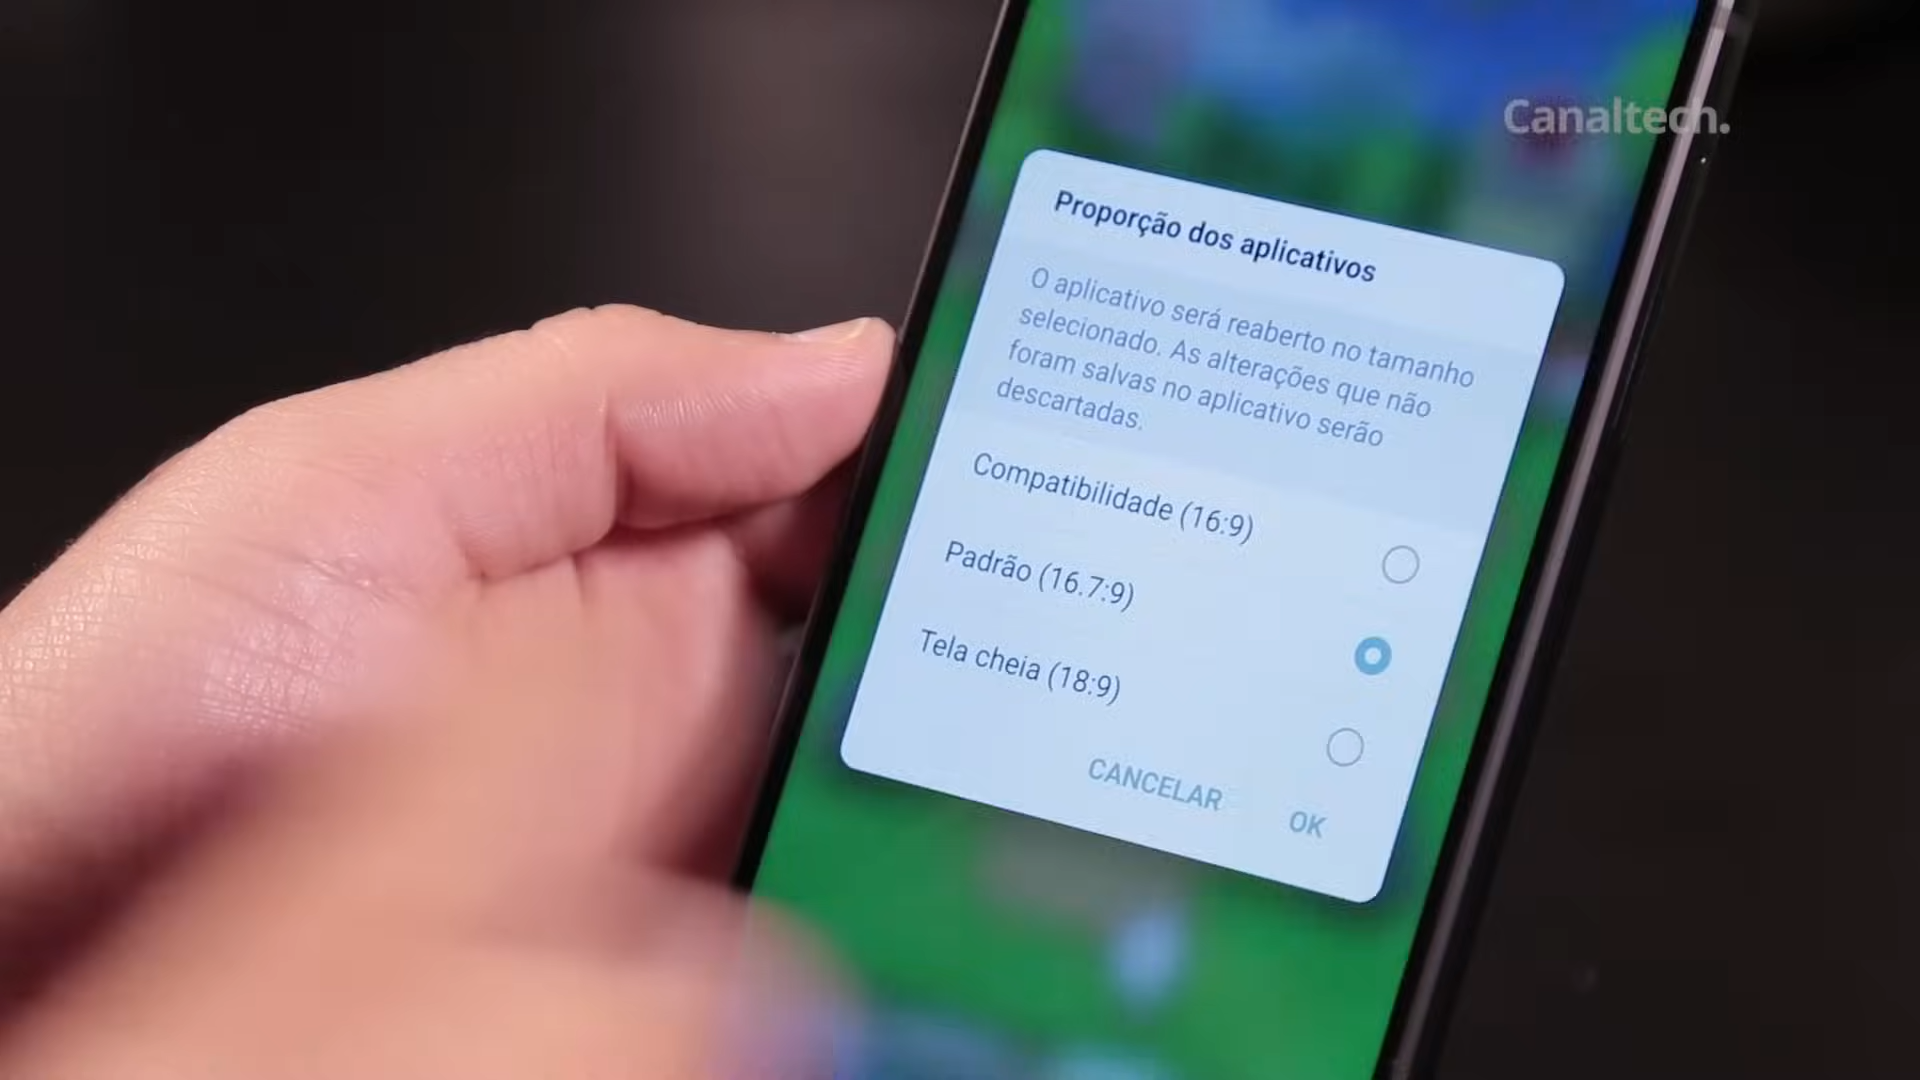 Canaltech.
Proporção dos aplicativos
O aplicativo será reaberto no tamanho
selecionado. As alterações que não
foram salvas no aplicativo serão
descartadas.
Compatibilidade (16:9)
Padrão (16.7:9)
Tela cheia (18:9)
CANCELAR
OK